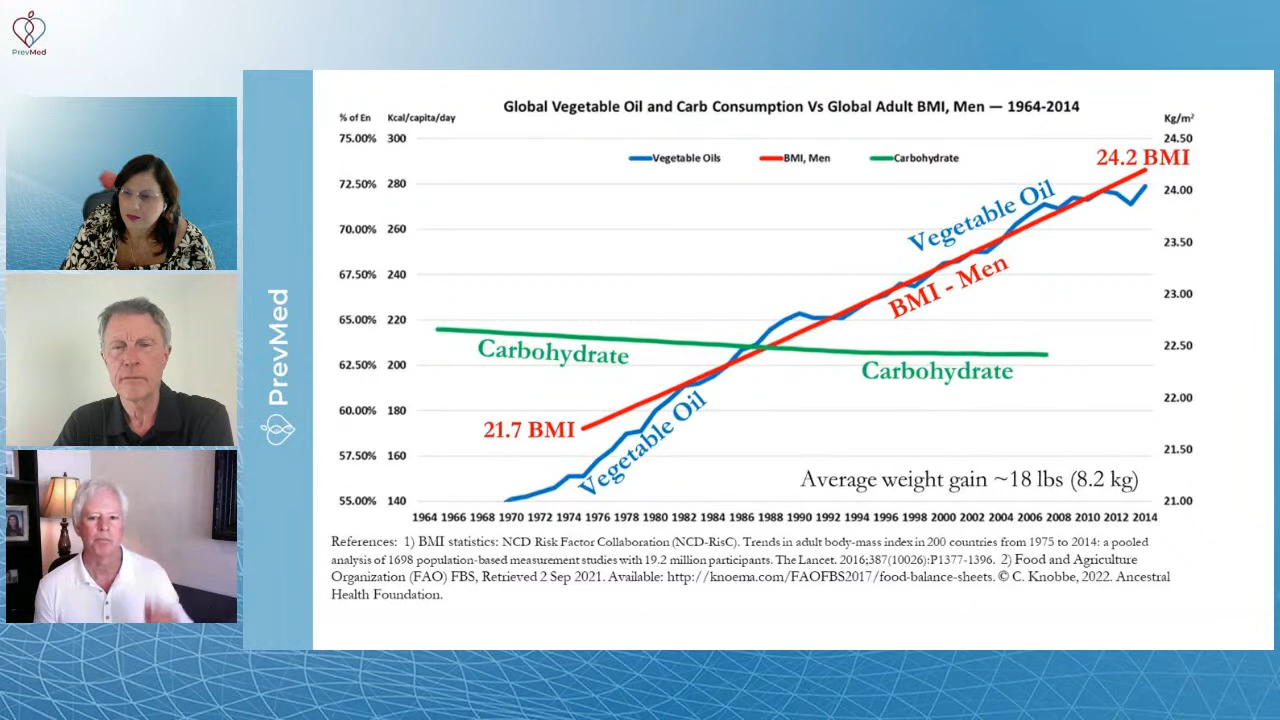 PrevMed
PrevMed
Global Vegetable Oil and Carb Consumption Vs Global Adult BMI, Men — 1964-2014
% of En Kcal/capita/day Kg/m²
75.00% 300 24.50
Vegetable Oils BMI, Men Carbohydrate
24.2 BMI
72.50% 280 24.00
Vegetable Oil
70.00% 260
23.50
BMI - Men
67.50% 240
23.00
65.00% 220
22.50
Carbohydrate
Carbohydrate
62.50% 200
22.00
60.00% 180
21.7 BMI
Vegetable Oil
21.50
57.50% 160
Average weight gain ~18 lbs (8.2 kg)
55.00% 140 21.00
1964 1966 1968 1970 1972 1974 1976 1978 1980 1982 1984 1986 1988 1990 1992 1994 1996 1998 2000 2002 2004 2006 2008 2010 2012 2014
References: 1) BMI statistics: NCD Risk Factor Collaboration (NCD-RisC). Trends in adult body-mass index in 200 countries from 1975 to 2014: a pooled
analysis of 1698 population-based measurement studies with 19.2 million participants. The Lancet. 2016;387(10026):P1377-1396. 2) Food and Agriculture
Organization (FAO) FBS, Retrieved 2 Sep 2021. Available: http://knoema.com/FAOFBS2017/food-balance-sheets. © C. Knobbe, 2022. Ancestral
Health Foundation.